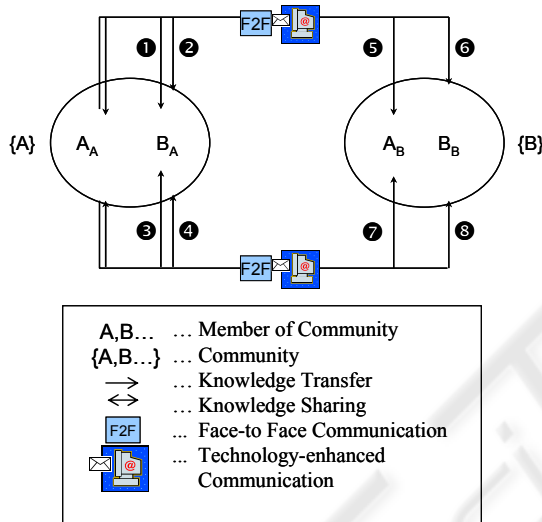 F2F @
❶ ❷ ❺ ❻
{A} A_A B_A A_B B_B {B}
❸ ❹ ❼ ❽
F2F @
A,B... ... Member of Community
{A,B...} ... Community
... Knowledge Transfer
... Knowledge Sharing
F2F ... Face-to Face Communication
@ ... Technology-enhanced
Communication